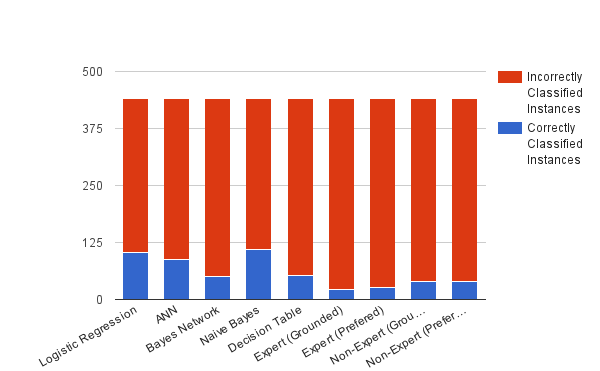 500
375
250
125
0
Logistic Regression
ANN
Bayes Network
Naive Bayes
Decision Table
Expert (Grounded)
Expert (Prefered)
Non-Expert (Grou…
Non-Expert (Prefer…
Incorrectly
Classified
Instances
Correctly
Classified
Instances